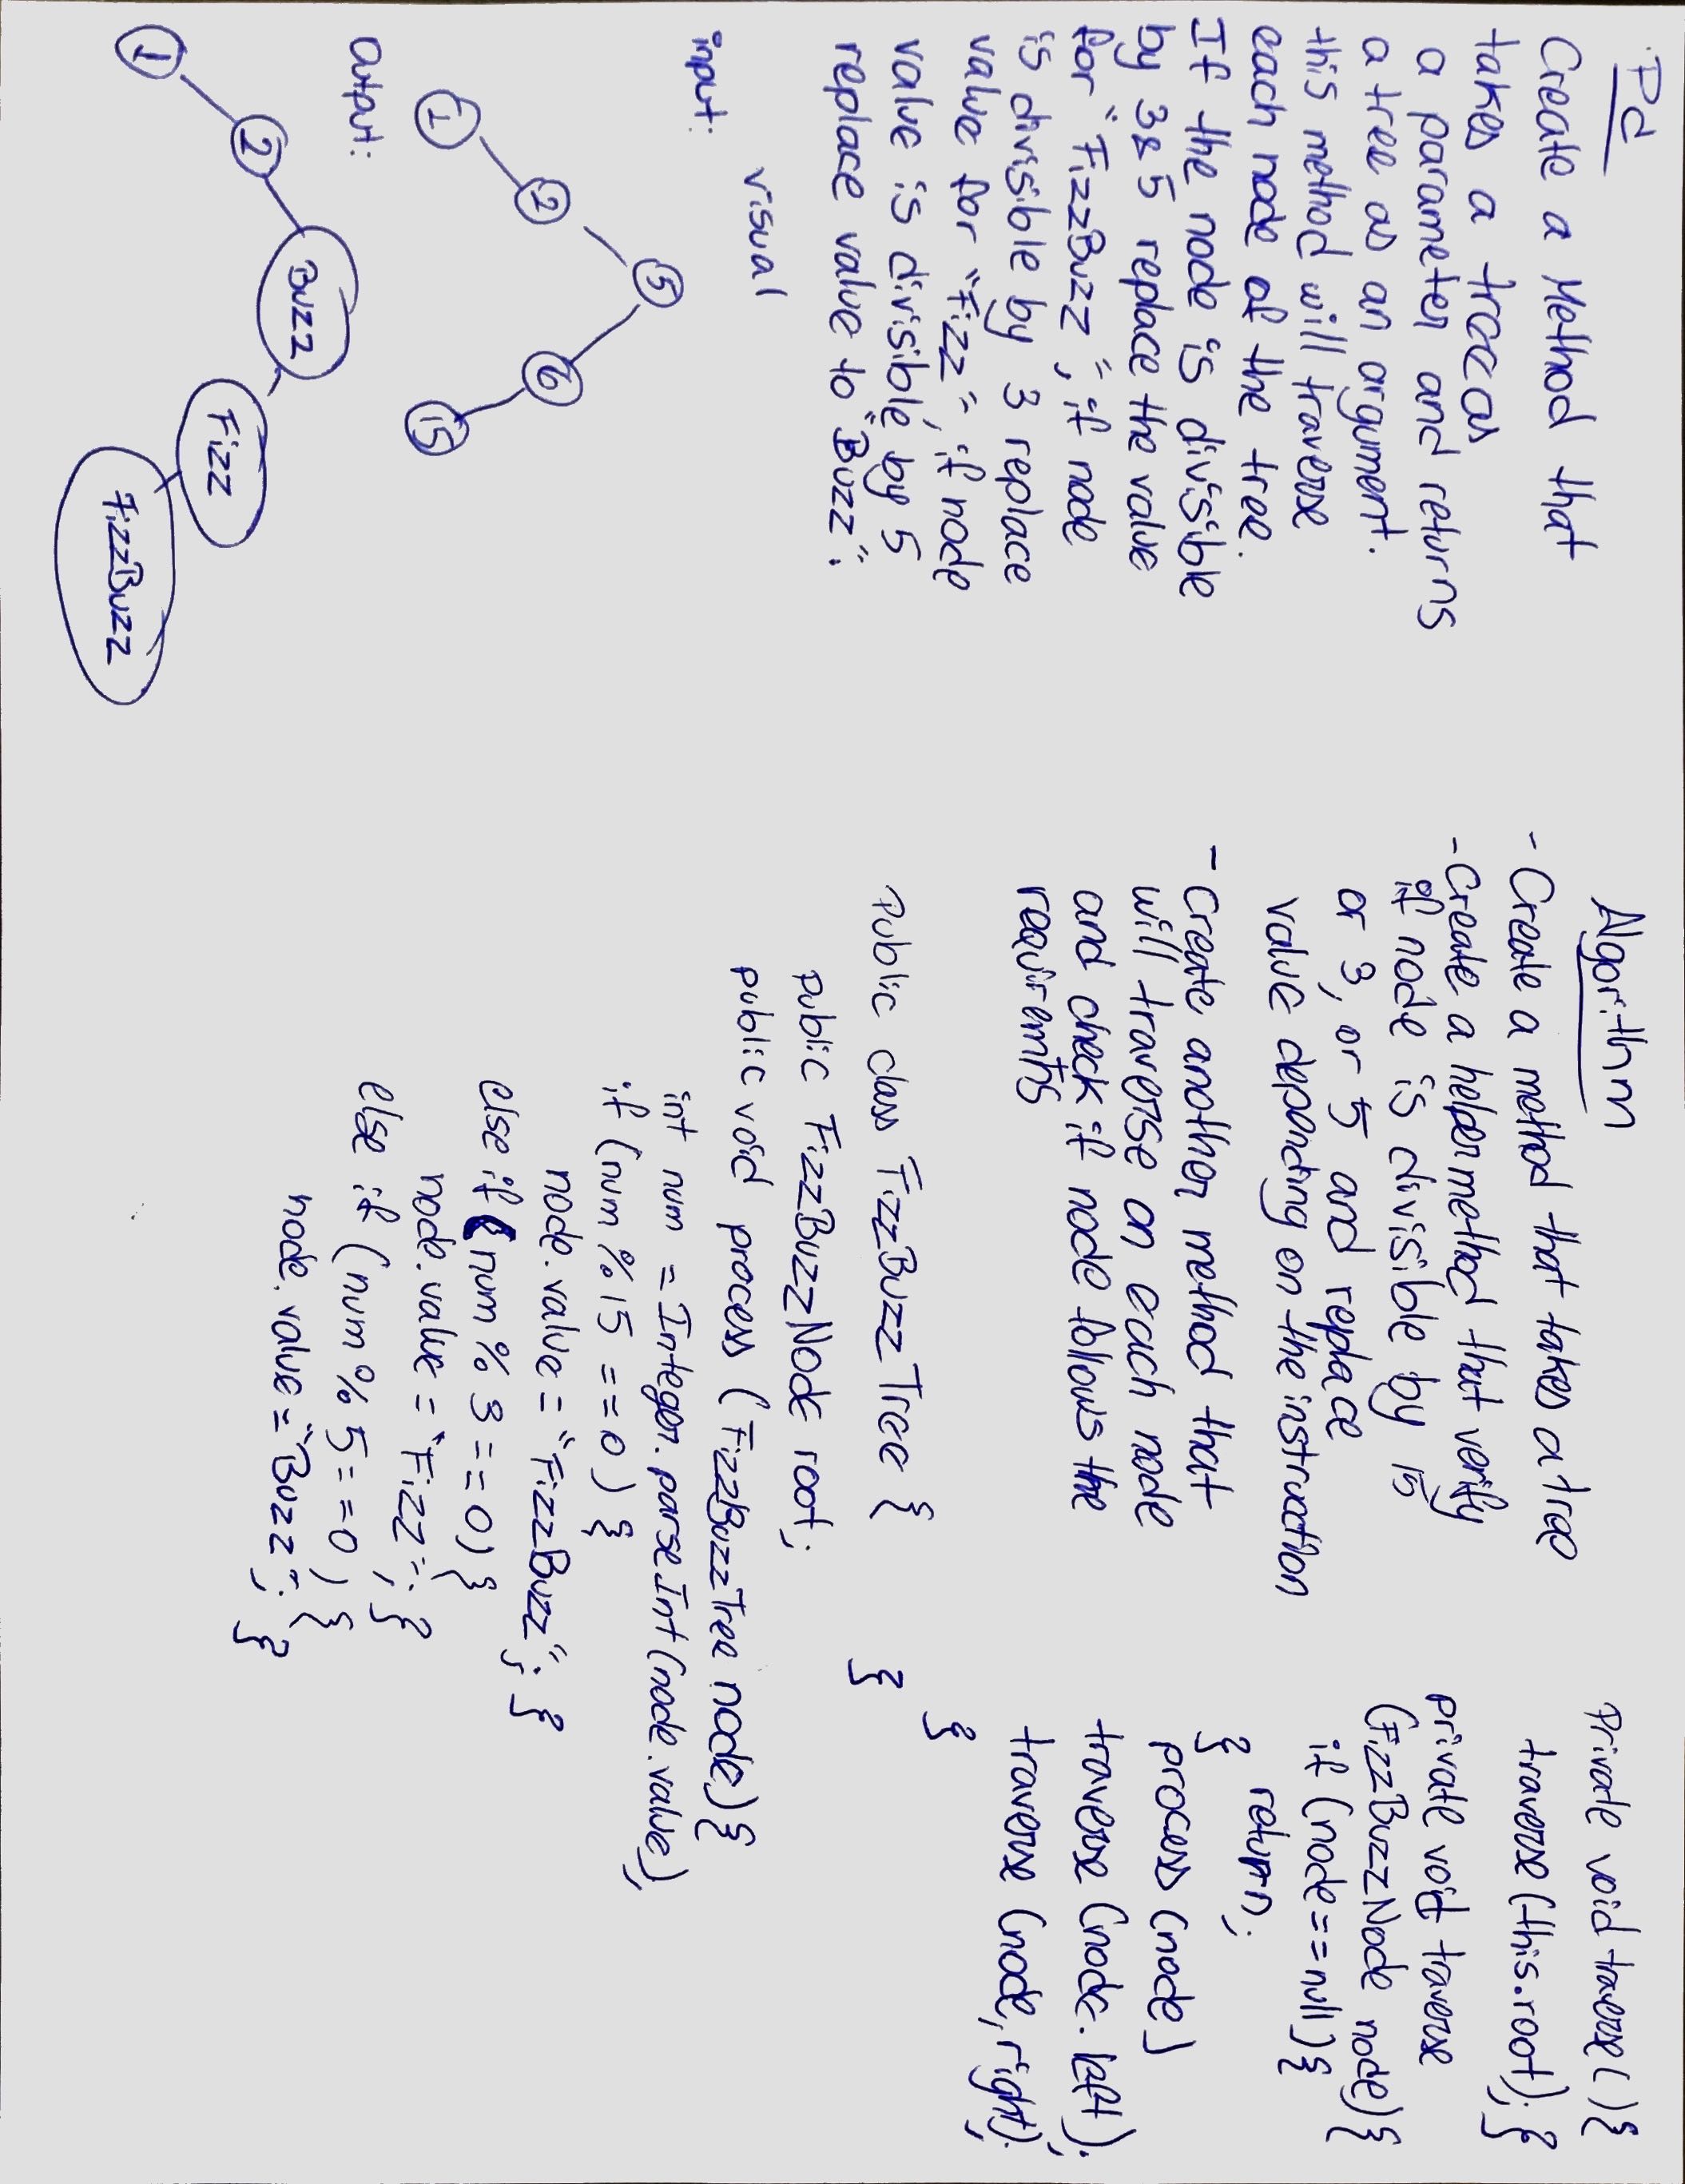 Pd
Create a Method that
takes a tree as
a parameter and returns
a tree as an argument.
this method will traverse
each node of the tree.
If the node is divisible
by 3&5 replace the value
for "FizzBuzz", if node
is divisible by 3 replace
value for "Fizz", if node
value is divisible by 5
replace value to "Buzz".
visual
input:
5
2
6
1
15
output:
Buzz
2
Fizz
1
FizzBuzz
Algorithm
- Create a method that takes a tree
- Create a helper method that verify
if node is divisible by 15
or 3, or 5 and replace
value depending on the instruction
- Create another method that
will traverse on each node
and check if node follows the
requirements
Public class FizzBuzzTree {
public FizzBuzzNode root;
public void process (FizzBuzzTree node){
int num = Integer.parseInt(node.value);
if (num % 15 == 0) {
node.value = "FizzBuzz"; }
else if (num % 3 == 0) {
node.value = "Fizz"; }
else if (num % 5 == 0) {
node.value = "Buzz"; }
}
Private void traverse() {
traverse(this.root); }
private void traverse
(FizzBuzzNode node) {
if (node == null) {
return;
}
process (node)
traverse (node.left);
traverse (node.right);
}